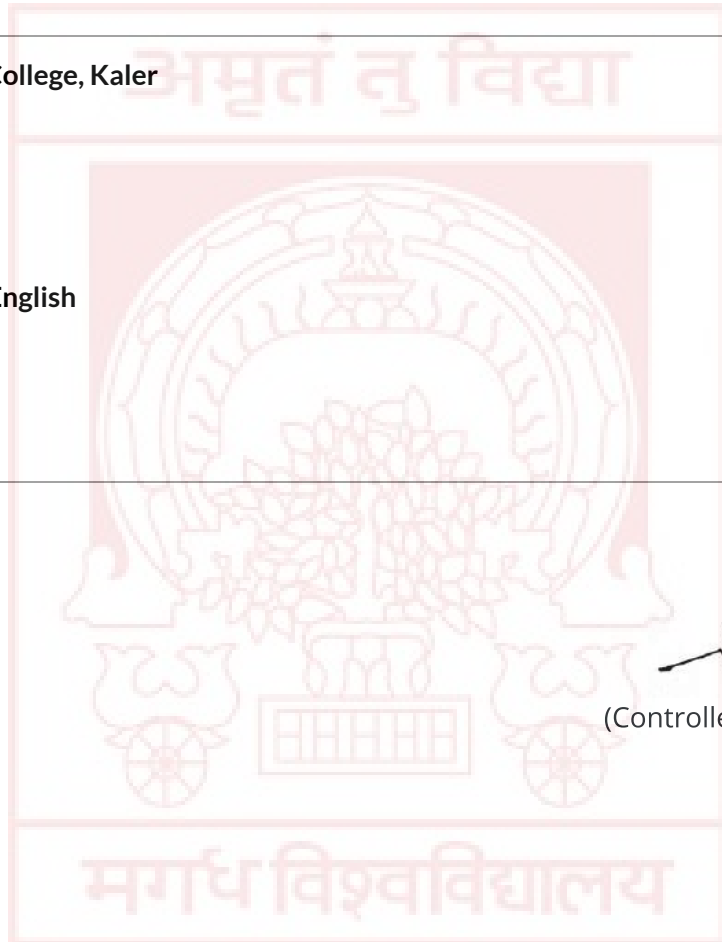 अमृतं तु विद्या
College, Kaler
English
(Controlle
मगध विश्वविद्यालय